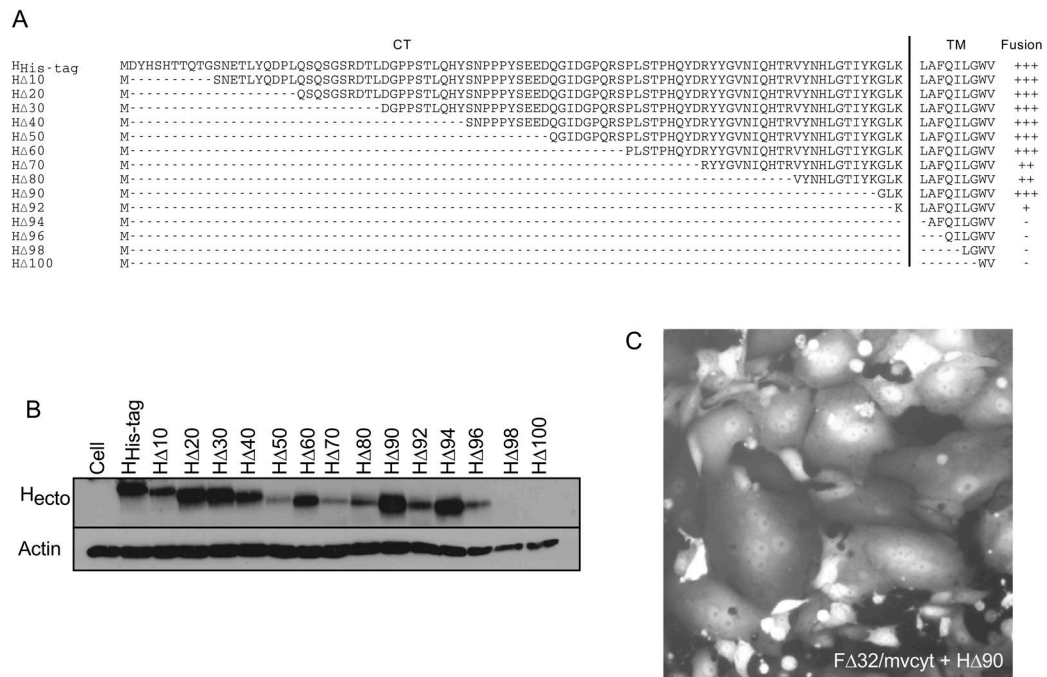 A
CT TM Fusion
HHis-tag MDYHSHTTQTGSNETLYQDPLQSQSGSRDTLDGPPSTLQHYSNPPPYSEEDQGIDGPQRSPLSTPHQYDRYYGVNIQHTRVYNHLGTIYKGLK LAFQILGWV +++
HΔ10 M----------SNETLYQDPLQSQSGSRDTLDGPPSTLQHYSNPPPYSEEDQGIDGPQRSPLSTPHQYDRYYGVNIQHTRVYNHLGTIYKGLK LAFQILGWV +++
HΔ20 M--------------------QSQSGSRDTLDGPPSTLQHYSNPPPYSEEDQGIDGPQRSPLSTPHQYDRYYGVNIQHTRVYNHLGTIYKGLK LAFQILGWV +++
HΔ30 M------------------------------DGPPSTLQHYSNPPPYSEEDQGIDGPQRSPLSTPHQYDRYYGVNIQHTRVYNHLGTIYKGLK LAFQILGWV +++
HΔ40 M----------------------------------------SNPPPYSEEDQGIDGPQRSPLSTPHQYDRYYGVNIQHTRVYNHLGTIYKGLK LAFQILGWV +++
HΔ50 M--------------------------------------------------QGIDGPQRSPLSTPHQYDRYYGVNIQHTRVYNHLGTIYKGLK LAFQILGWV +++
HΔ60 M-----------------------------------------------------------PLSTPHQYDRYYGVNIQHTRVYNHLGTIYKGLK LAFQILGWV +++
HΔ70 M--------------------------------------------------------------------RYYGVNIQHTRVYNHLGTIYKGLK LAFQILGWV ++
HΔ80 M-------------------------------------------------------------------------------VYNHLGTIYKGLK LAFQILGWV ++
HΔ90 M-----------------------------------------------------------------------------------------GLK LAFQILGWV +++
HΔ92 M-------------------------------------------------------------------------------------------K LAFQILGWV +
HΔ94 M-------------------------------------------------------------------------------------------- -AFQILGWV -
HΔ96 M-------------------------------------------------------------------------------------------- ---QILGWV -
HΔ98 M-------------------------------------------------------------------------------------------- -----LGWV -
HΔ100 M-------------------------------------------------------------------------------------------- -------WV -
B
Cell HHis-tag HΔ10 HΔ20 HΔ30 HΔ40 HΔ50 HΔ60 HΔ70 HΔ80 HΔ90 HΔ92 HΔ94 HΔ96 HΔ98 HΔ100
Hecto
Actin
C
FΔ32/mvcyt + HΔ90